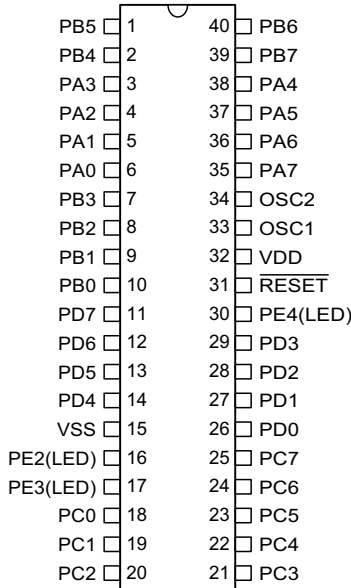 PB5 1 40 PB6
PB4 2 39 PB7
PA3 3 38 PA4
PA2 4 37 PA5
PA1 5 36 PA6
PA0 6 35 PA7
PB3 7 34 OSC2
PB2 8 33 OSC1
PB1 9 32 VDD
PB0 10 31 RESET
PD7 11 30 PE4(LED)
PD6 12 29 PD3
PD5 13 28 PD2
PD4 14 27 PD1
VSS 15 26 PD0
PE2(LED) 16 25 PC7
PE3(LED) 17 24 PC6
PC0 18 23 PC5
PC1 19 22 PC4
PC2 20 21 PC3